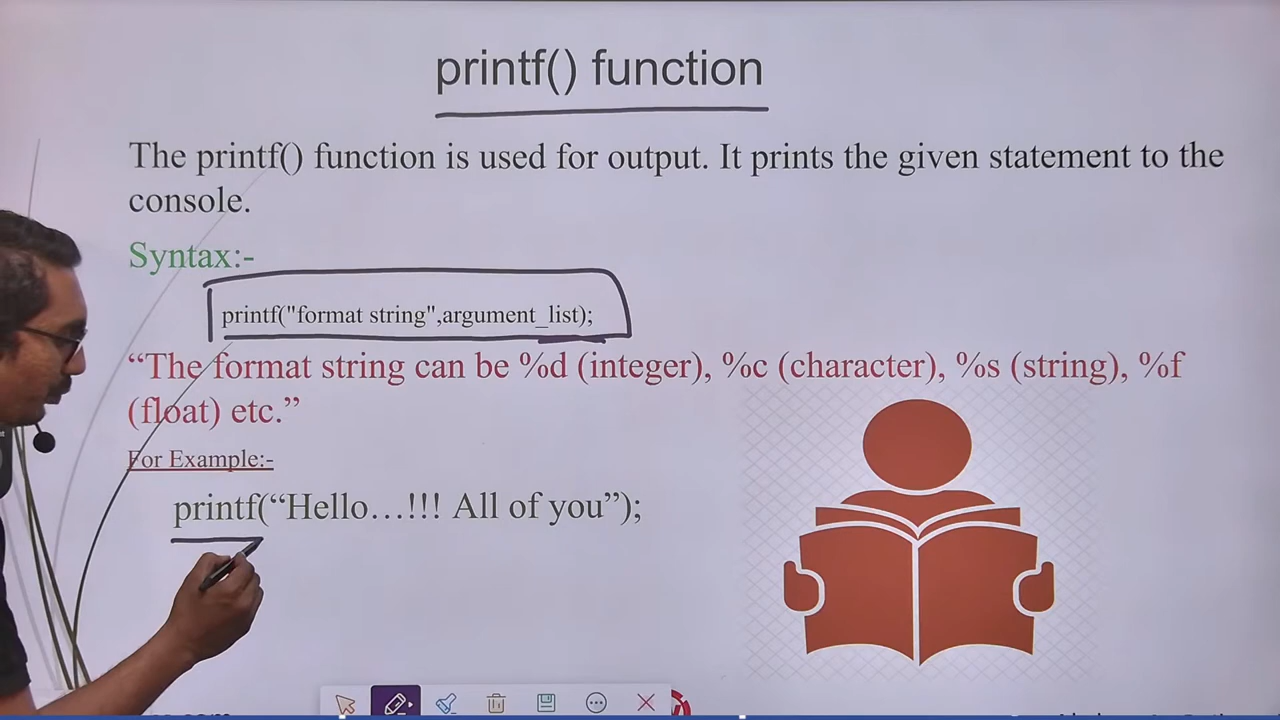 printf() function
The printf() function is used for output. It prints the given statement to the
console.
Syntax:-
printf("format string",argument_list);
“The format string can be %d (integer), %c (character), %s (string), %f
(float) etc.”
For Example:-
printf(“Hello…!!! All of you”);